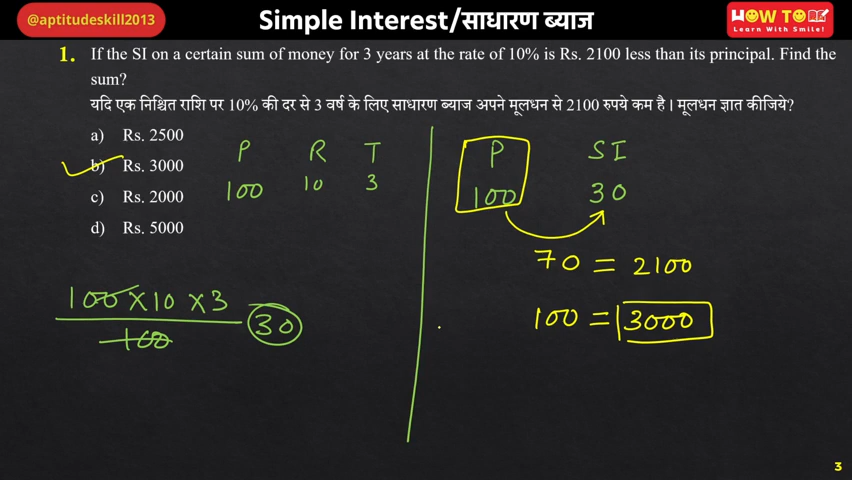 @aptitudeskill2013
Simple Interest/साधारण ब्याज
HOW TO
Learn With Smile!
1. If the SI on a certain sum of money for 3 years at the rate of 10% is Rs. 2100 less than its principal. Find the
sum?
यदि एक निश्चित राशि पर 10% की दर से 3 वर्ष के लिए साधारण ब्याज अपने मूलधन से 2100 रुपये कम है। मूलधन ज्ञात कीजिये?
a) Rs. 2500
b) Rs. 3000
c) Rs. 2000
d) Rs. 5000
P R T
100 10 3
100 x 10 x 3
100
30
P SI
100 30
70 = 2100
100 = 3000
3